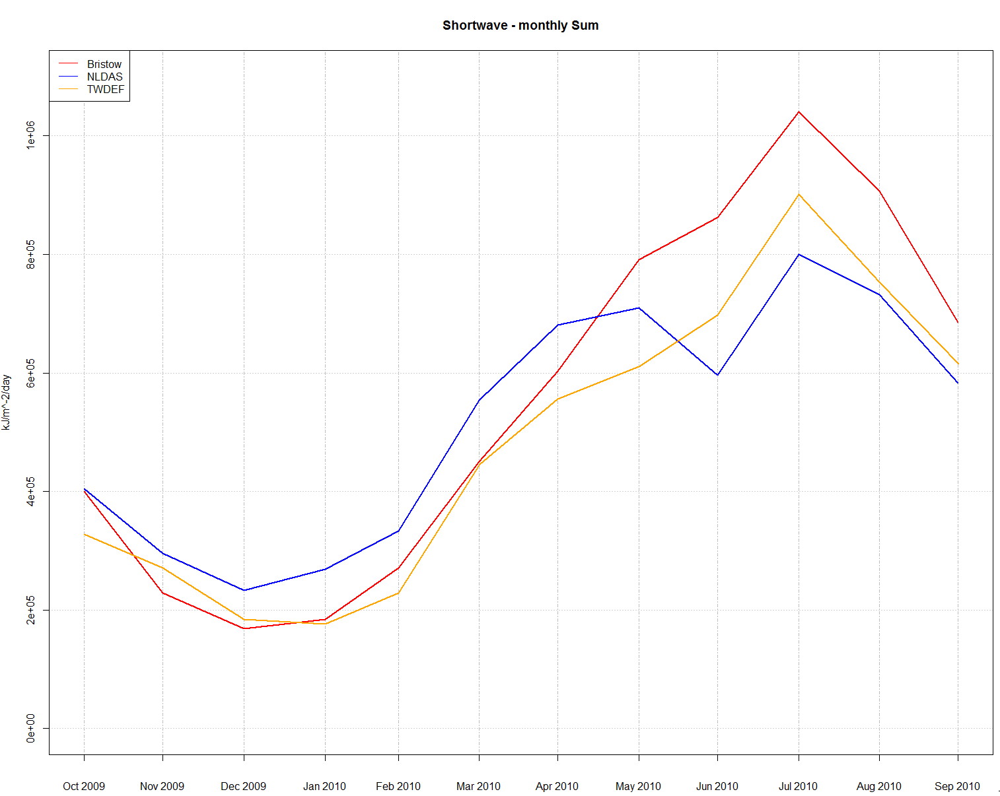 Shortwave - monthly Sum
Bristow
NLDAS
TWDEF
1e+06
8e+05
6e+05
4e+05
2e+05
0e+00
kJ/m^-2/day
Oct 2009 Nov 2009 Dec 2009 Jan 2010 Feb 2010 Mar 2010 Apr 2010 May 2010 Jun 2010 Jul 2010 Aug 2010 Sep 2010 .